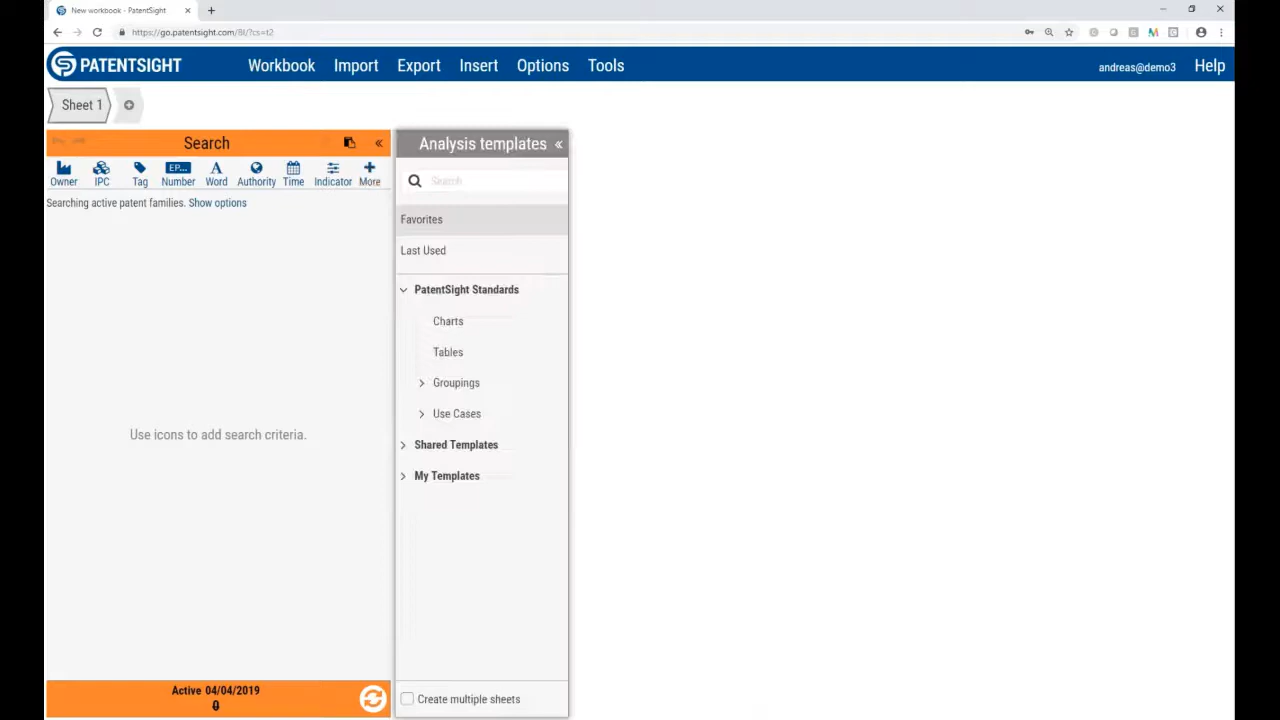 New workbook - PatentSight
https://go.patentsight.com/8l/?cs=t2
PATENTSIGHT
Workbook Import Export Insert Options Tools
andreas@demo3 Help
Sheet 1
Search
Owner IPC Tag Number Word Authority Time Indicator More
EP...
Searching active patent families. Show options
Use icons to add search criteria.
Active 04/04/2019
0
Analysis templates
Search
Favorites
Last Used
PatentSight Standards
Charts
Tables
Groupings
Use Cases
Shared Templates
My Templates
Create multiple sheets